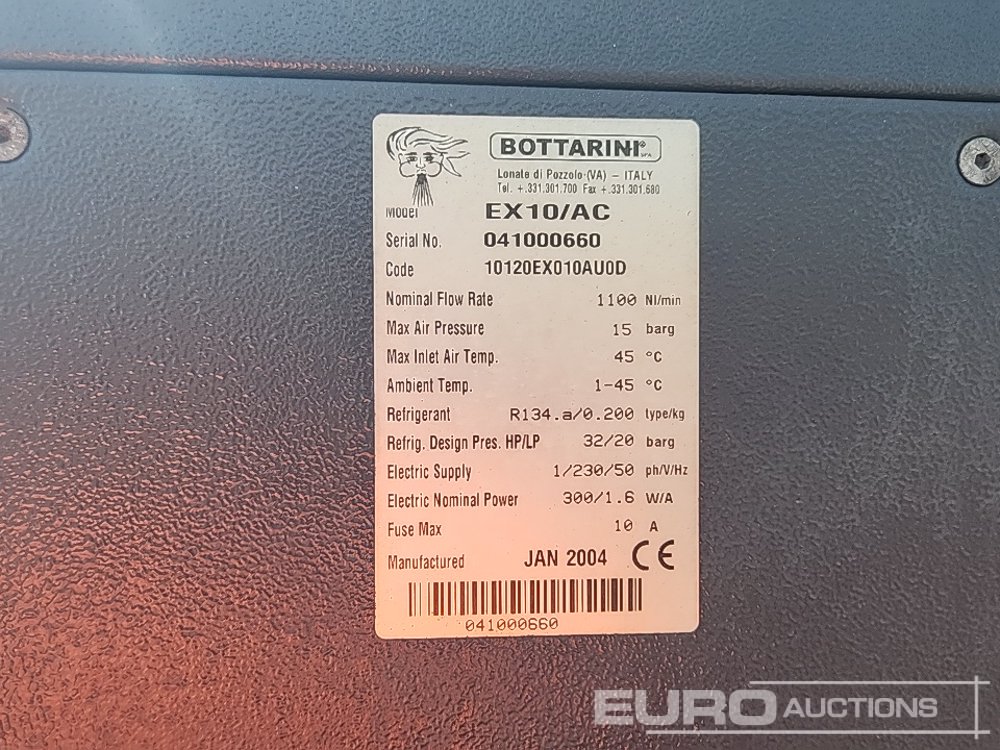 BOTTARINI® SPA
Lonate di Pozzolo (VA) – ITALY
Tel. +.331.301.700 Fax +.331.301.680
Model EX10/AC
Serial No. 041000660
Code 10120EX010AU0D
Nominal Flow Rate 1100 Nl/min
Max Air Pressure 15 barg
Max Inlet Air Temp. 45 °C
Ambient Temp. 1-45 °C
Refrigerant R134.a/0.200 type/kg
Refrig. Design Pres. HP/LP 32/20 barg
Electric Supply 1/230/50 ph/V/Hz
Electric Nominal Power 300/1.6 W/A
Fuse Max 10 A
Manufactured JAN 2004 CE
041000660
EURO AUCTIONS